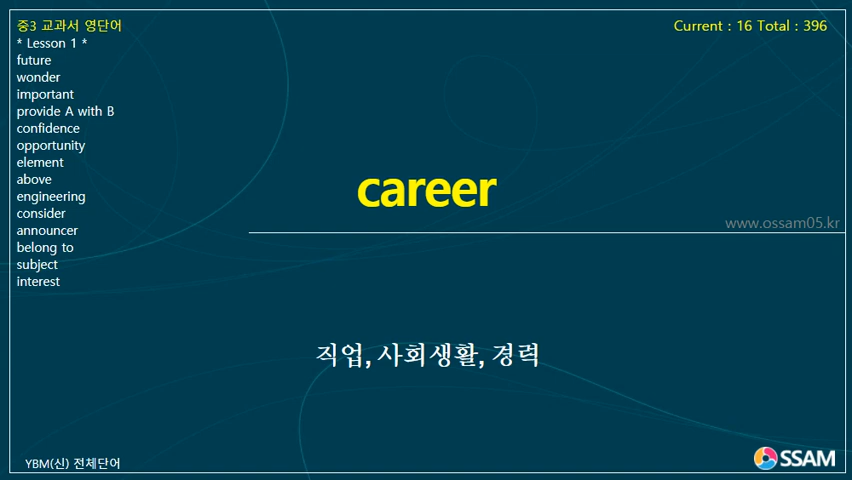 중3 교과서 영단어
Current : 16 Total : 396
* Lesson 1 *
future
wonder
important
provide A with B
confidence
opportunity
element
above
engineering
consider
announcer
belong to
subject
interest
career
www.ossam05.kr
직업, 사회생활, 경력
YBM(신) 전체단어
OSSAM